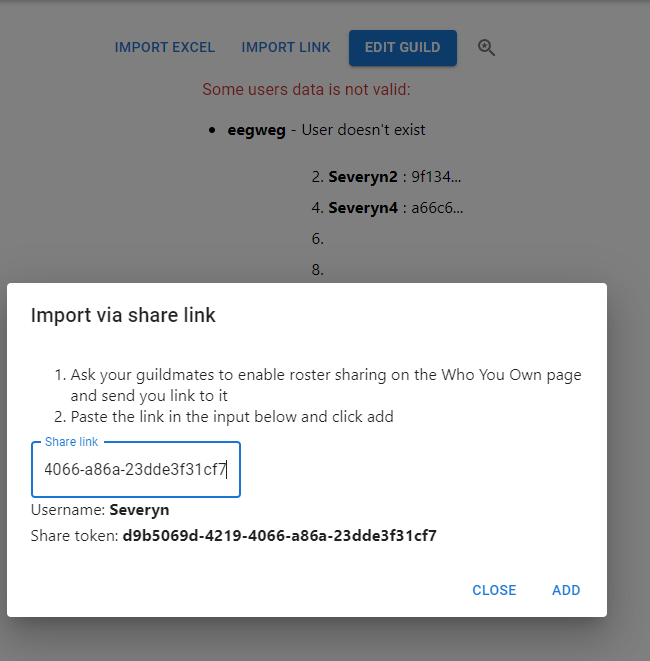 IMPORT EXCEL IMPORT LINK EDIT GUILD
Some users data is not valid:
• eegweg - User doesn't exist
2. Severyn2 : 9f134...
4. Severyn4 : a66c6...
6.
8.
Import via share link
1. Ask your guildmates to enable roster sharing on the Who You Own page
and send you link to it
2. Paste the link in the input below and click add
Share link
4066-a86a-23dde3f31cf7
Username: Severyn
Share token: d9b5069d-4219-4066-a86a-23dde3f31cf7
CLOSE ADD